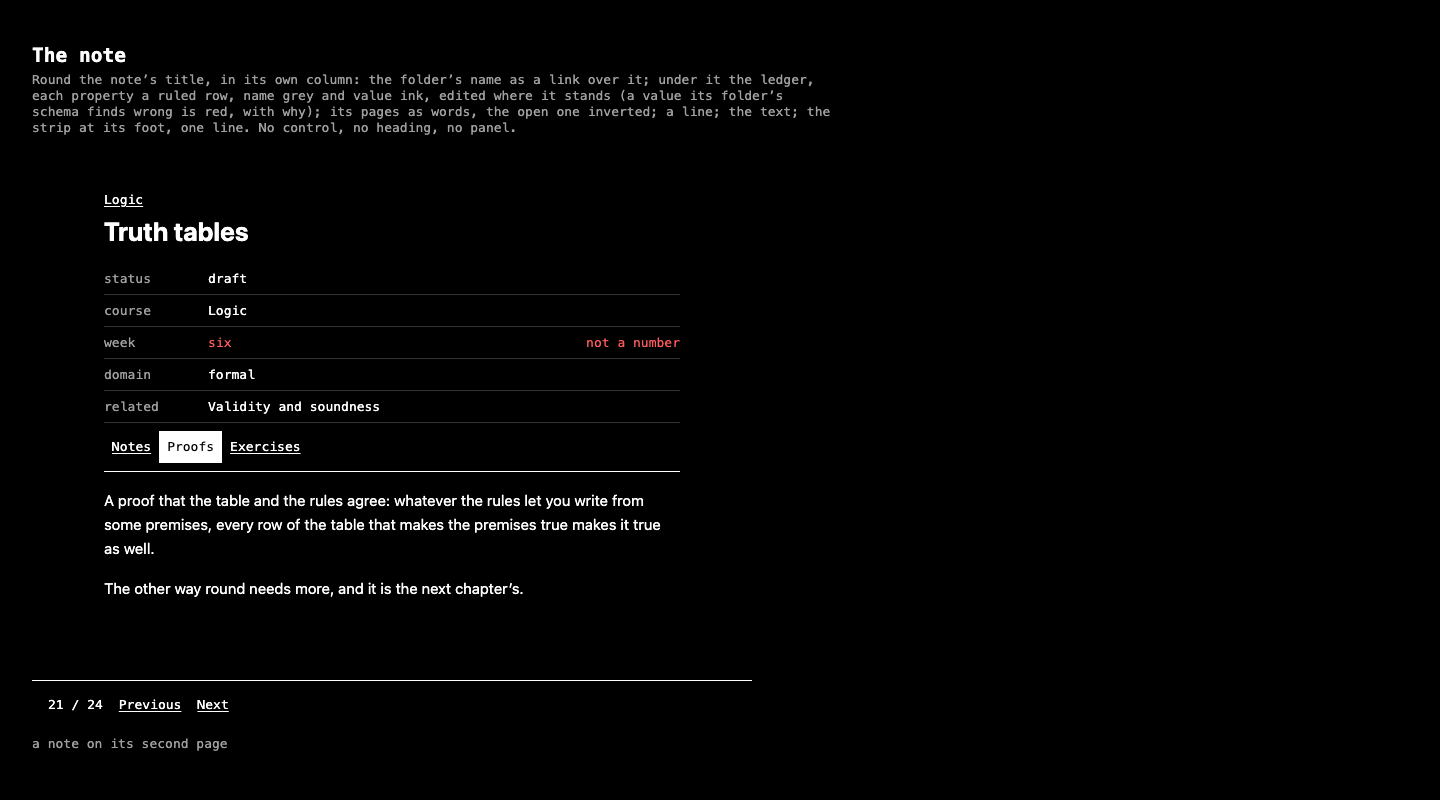 The note
Round the note’s title, in its own column: the folder’s name as a link over it; under it the ledger,
each property a ruled row, name grey and value ink, edited where it stands (a value its folder’s
schema finds wrong is red, with why); its pages as words, the open one inverted; a line; the text; the
strip at its foot, one line. No control, no heading, no panel.
Logic
Truth tables
status draft
course Logic
week six not a number
domain formal
related Validity and soundness
Notes Proofs Exercises
A proof that the table and the rules agree: whatever the rules let you write from
some premises, every row of the table that makes the premises true makes it true
as well.
The other way round needs more, and it is the next chapter’s.
21 / 24 Previous Next
a note on its second page